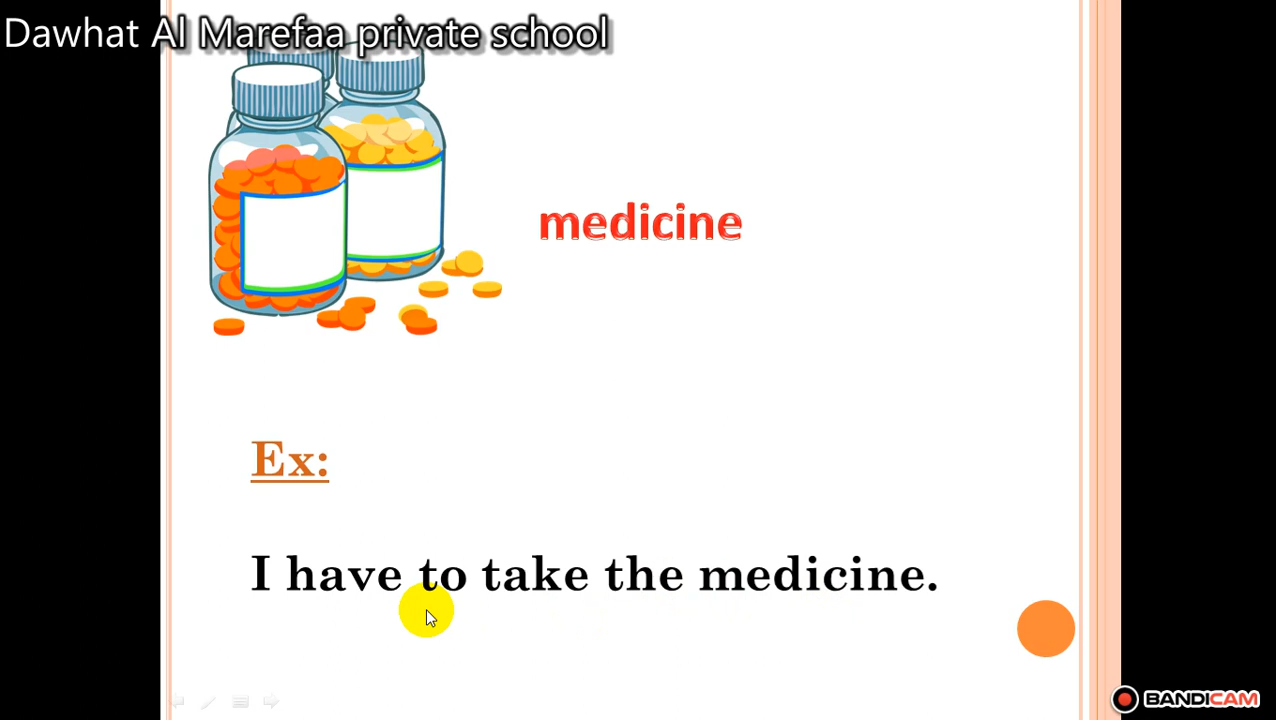 Dawhat Al Marefaa private school
medicine
Ex:
I have to take the medicine.
BANDICAM